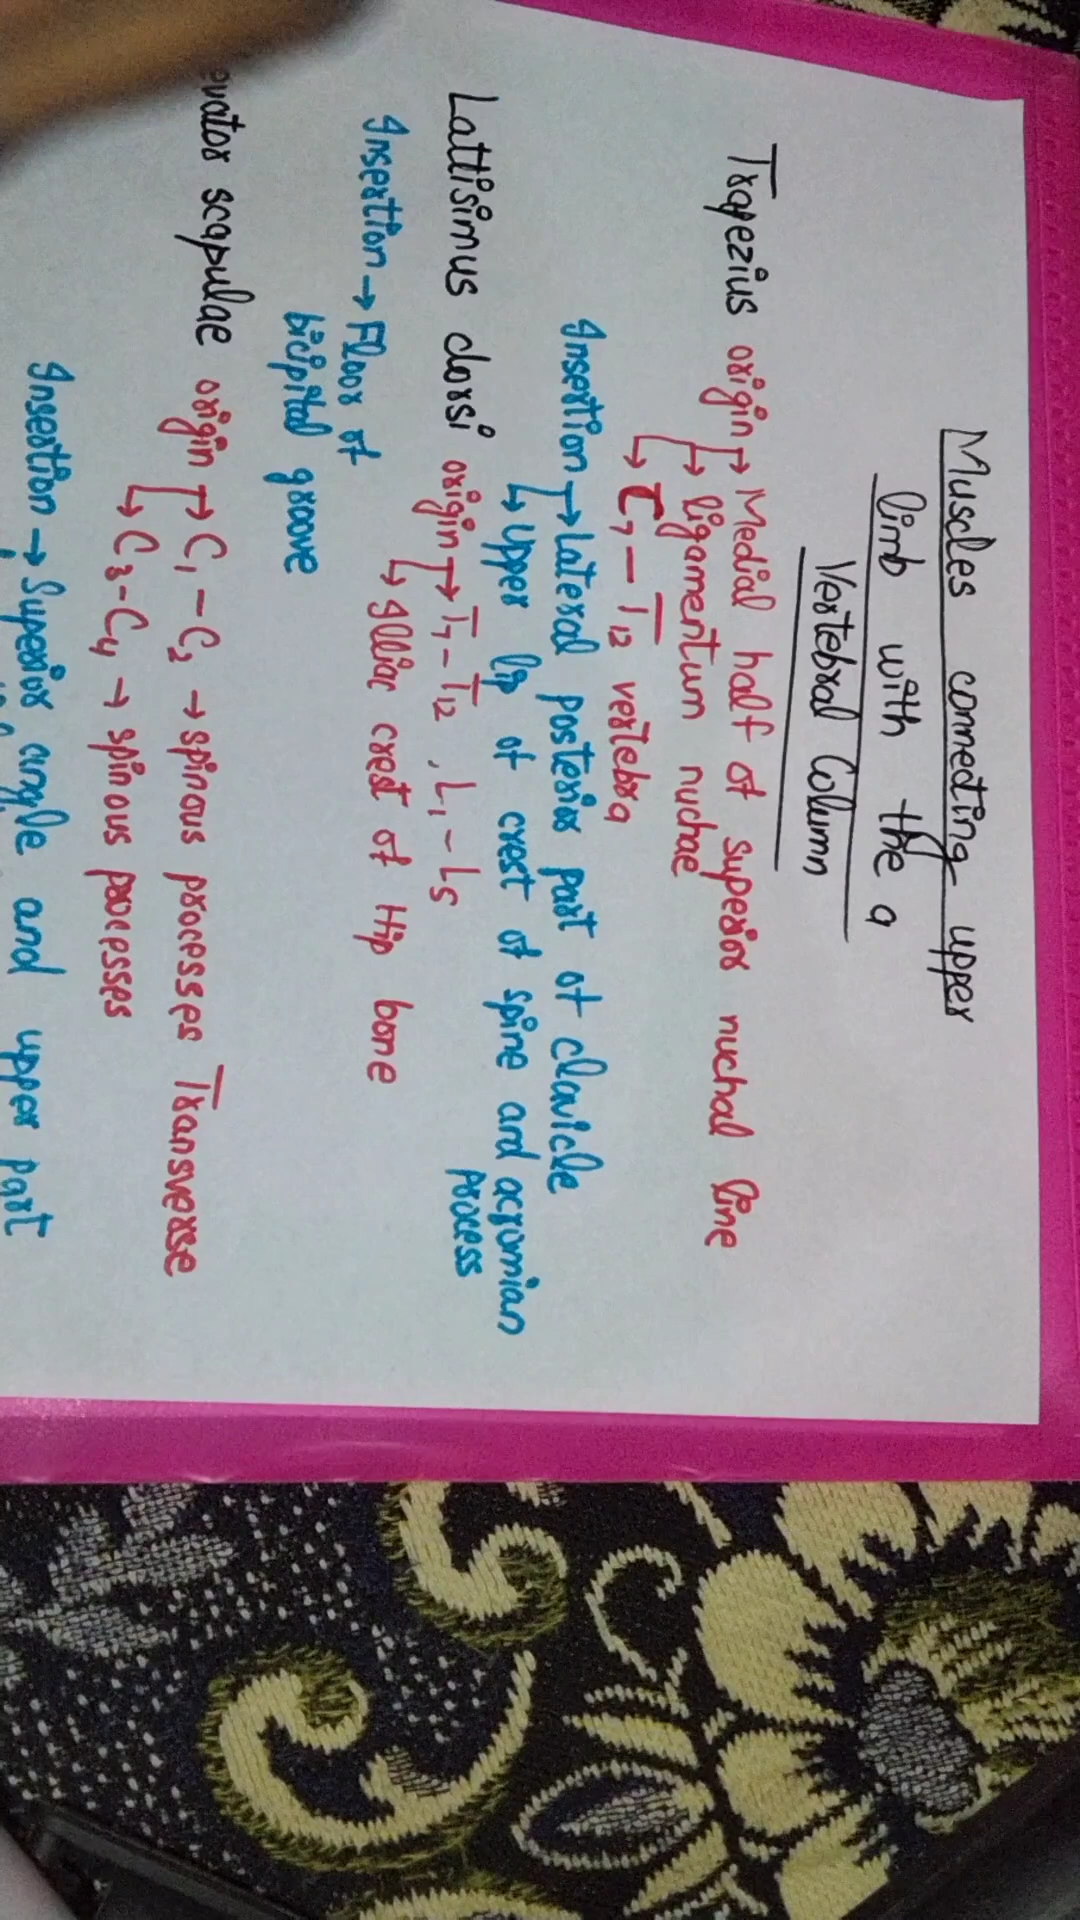 Muscles connecting upper
limb with the a
Vertebral Column
Trapezius origin → Medial half of superior nuchal line
→ ligamentum nuchae
→ C7 - T12 vertebra
Insertion → Lateral posterior part of clavicle
→ Upper lip of crest of spine and acromian
process
Lattisimus dorsi origin → T7 - T12, L1 - L5
→ Illiac crest of Hip bone
Insertion → Floor of
bicipital groove
evator scapulae origin → C1 - C2 → spinous processes Transverse
→ C3 - C4 → spinous processes
Insertion → Superior angle and upper part